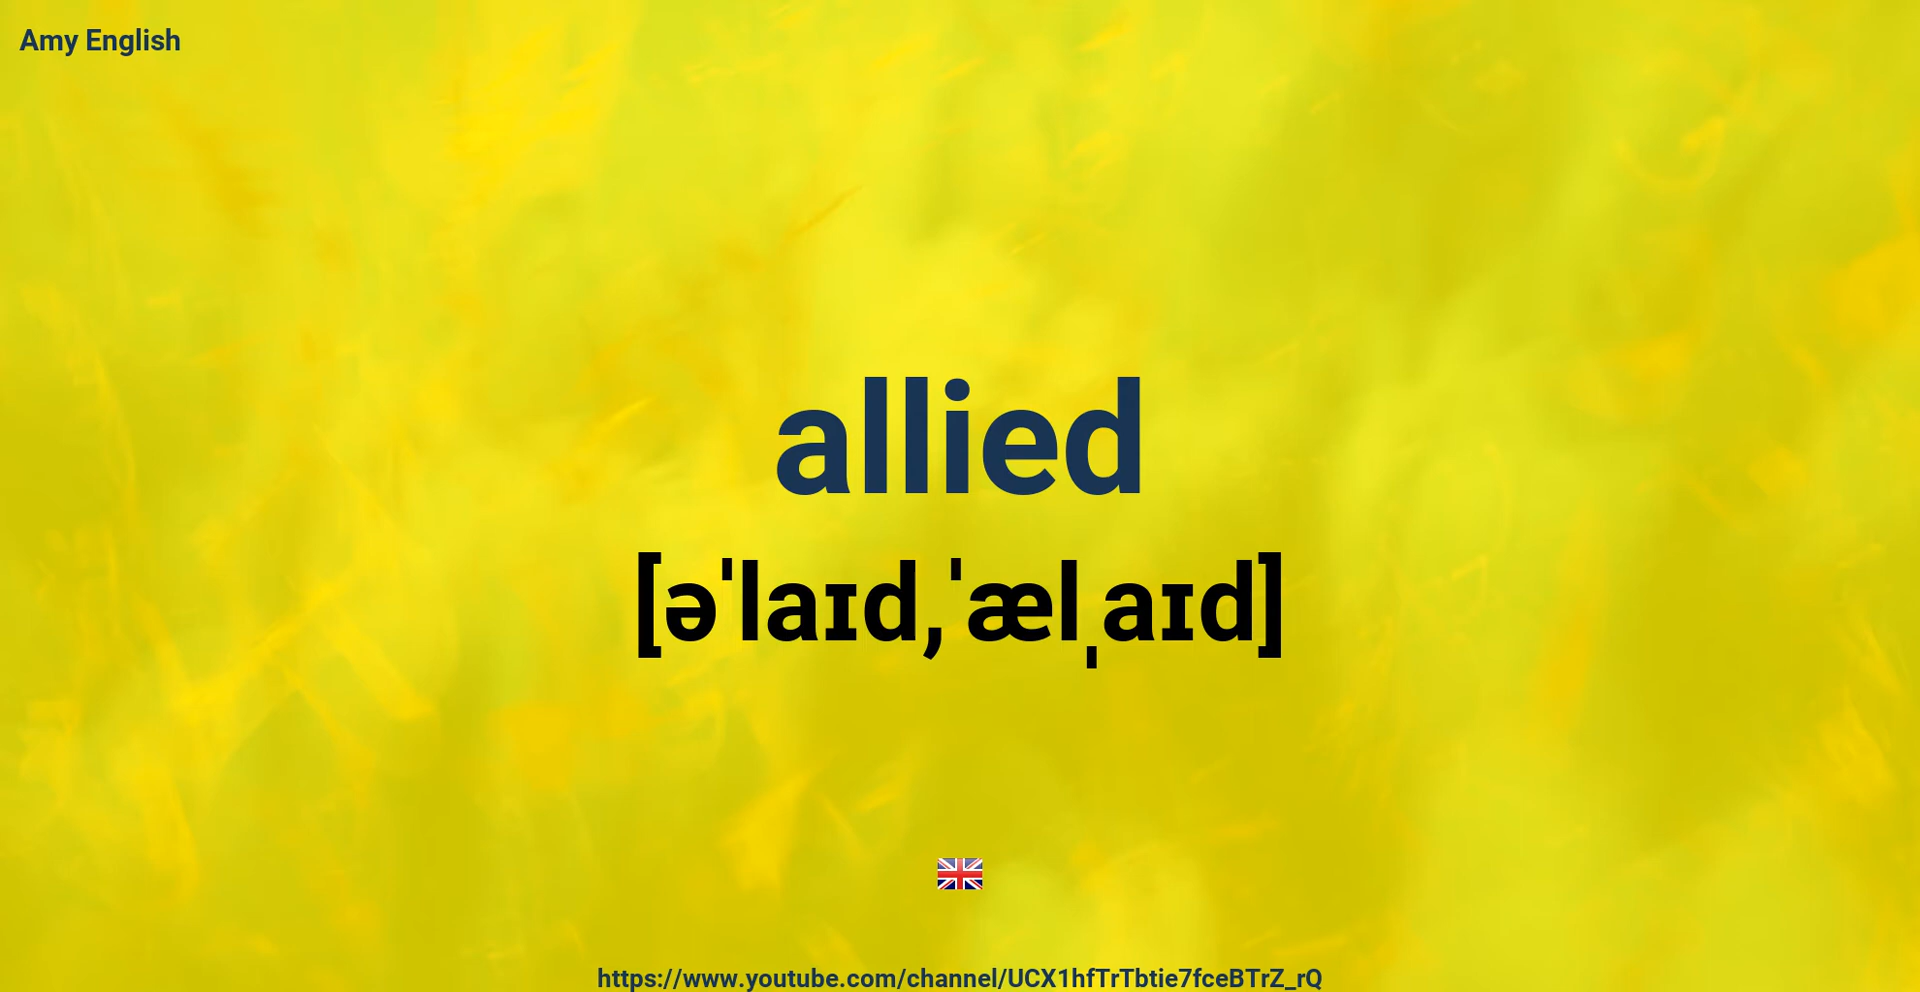 Amy English
allied
[əˈlaɪd,ˈælˌaɪd]
https://www.youtube.com/channel/UCX1hfTrTbtie7fceBTrZ_rQ